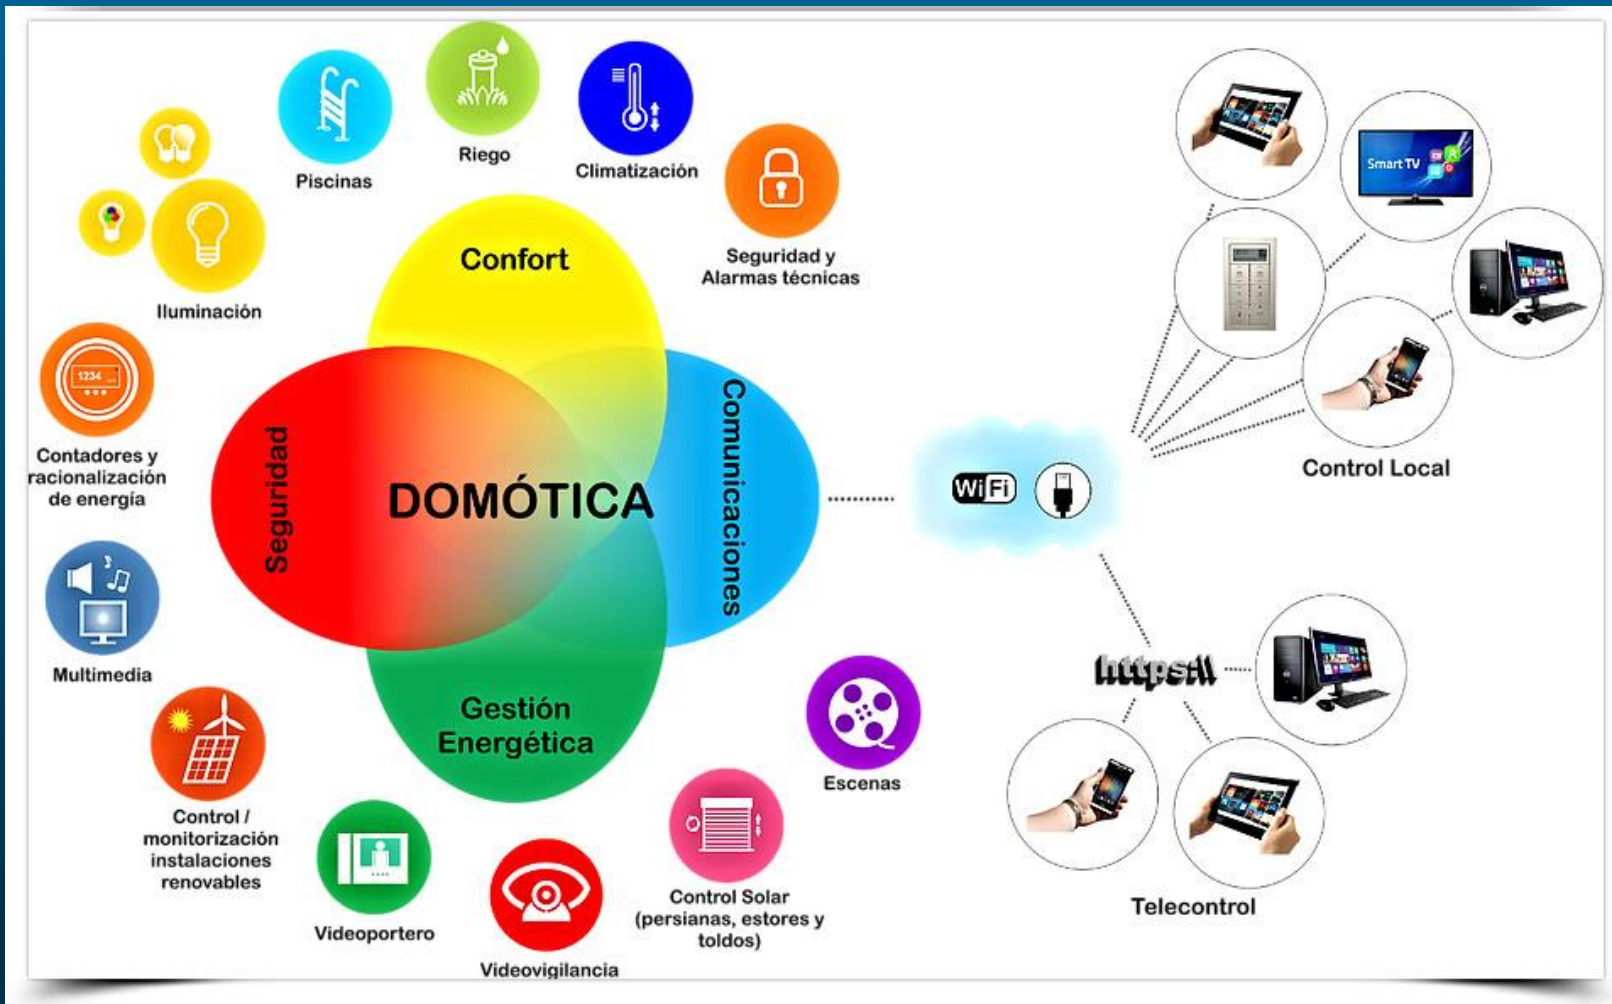 Piscinas
Riego
Climatización
Seguridad y
Alarmas técnicas
Iluminación
Contadores y
racionalización
de energía
1234
Multimedia
Control /
monitorización
instalaciones
renovables
Videoportero
Videovigilancia
Control Solar
(persianas, estores y
toldos)
Escenas
Confort
Seguridad
DOMÓTICA
Comunicaciones
Gestión
Energética
WiFi
Smart TV
Control Local
https:\\
Telecontrol